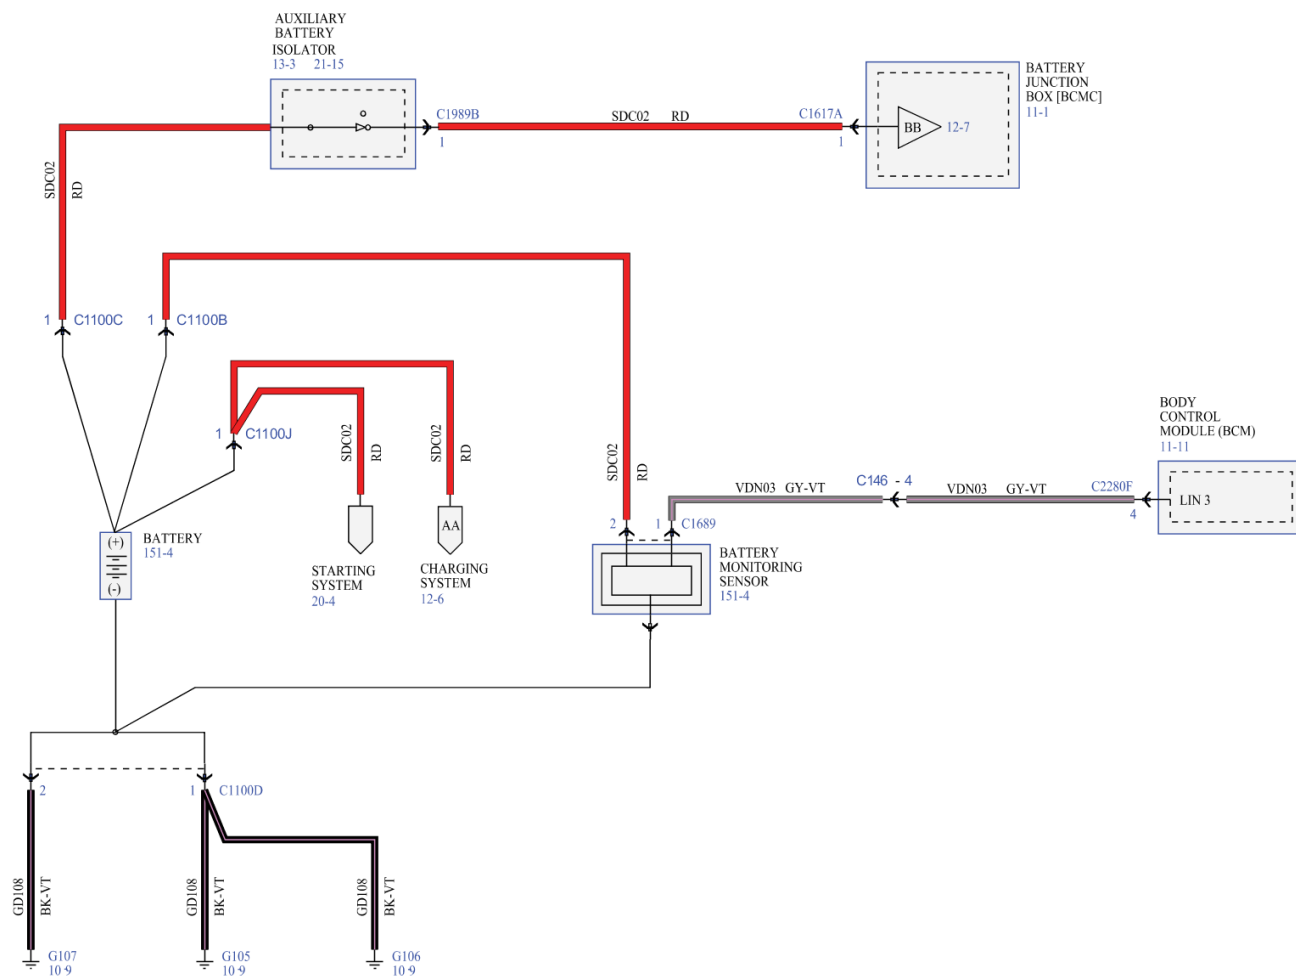 AUXILIARY
BATTERY
ISOLATOR
13-3 21-15
C1989B
1
SDC02 RD
C1617A
1
BB
12-7
BATTERY
JUNCTION
BOX [BCMC]
11-1
SDC02
RD
1 C1100C
1 C1100B
1 C1100J
SDC02
RD
SDC02
RD
SDC02
RD
BODY
CONTROL
MODULE (BCM)
11-11
VDN03 GY-VT
C146 - 4
VDN03 GY-VT
C2280F
4
LIN 3
2
1 C1689
(+)
(-)
BATTERY
151-4
AA
STARTING
SYSTEM
20-4
CHARGING
SYSTEM
12-6
BATTERY
MONITORING
SENSOR
151-4
2
1 C1100D
GD108
BK-VT
GD108
BK-VT
GD108
BK-VT
G107
10 9
G105
10 9
G106
10 9